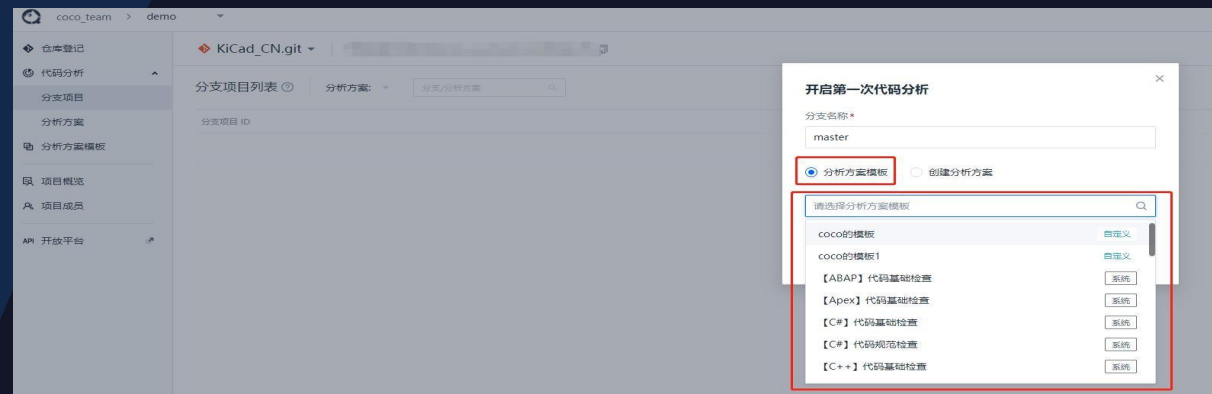 coco_team > demo
仓库登记
代码分析
分支项目
分析方案
分析方案模板
项目概览
项目成员
API 开放平台
KiCad_CN.git
分支项目列表 分析方案: 分支/分析方案
分支项目 ID
开启第一次代码分析
分支名称*
master
分析方案模板 创建分析方案
请选择分析方案模板
coco的模板 自定义
coco的模板1 自定义
【ABAP】代码基础检查 系统
【Apex】代码基础检查 系统
【C#】代码基础检查 系统
【C#】代码规范检查 系统
【C++】代码基础检查 系统